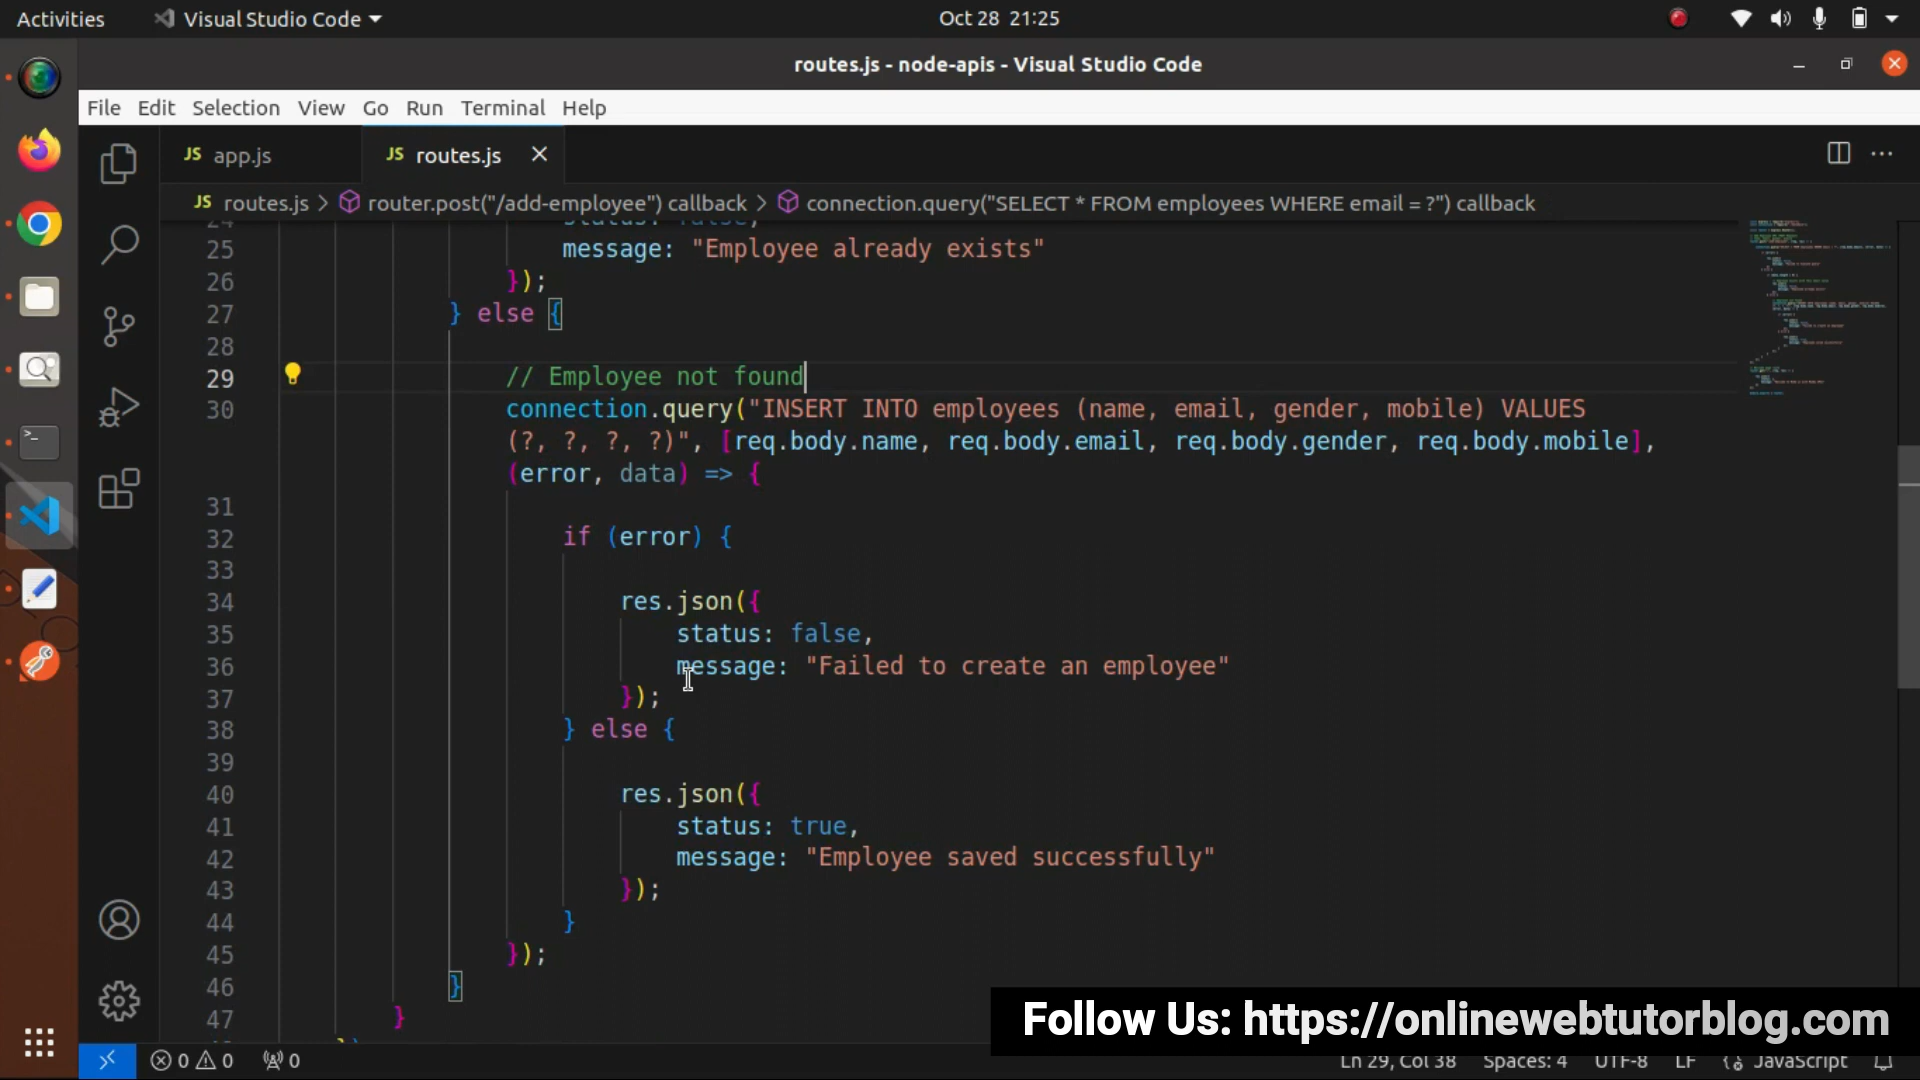 Activities
Visual Studio Code
Oct 28 21:25
routes.js - node-apis - Visual Studio Code
File Edit Selection View Go Run Terminal Help
JS app.js
JS routes.js
JS routes.js > router.post("/add-employee") callback > connection.query("SELECT * FROM employees WHERE email = ?") callback
24 status: false,
25 message: "Employee already exists"
26 });
27 } else {
28
29 // Employee not found
30 connection.query("INSERT INTO employees (name, email, gender, mobile) VALUES
(?, ?, ?, ?)", [req.body.name, req.body.email, req.body.gender, req.body.mobile],
(error, data) => {
31
32 if (error) {
33
34 res.json({
35 status: false,
36 message: "Failed to create an employee"
37 });
38 } else {
39
40 res.json({
41 status: true,
42 message: "Employee saved successfully"
43 });
44 }
45 });
46 }
47 }
Follow Us: https://onlinewebtutorblog.com
0 0 0
Ln 29, Col 38 Spaces: 4 UTF-8 LF JavaScript